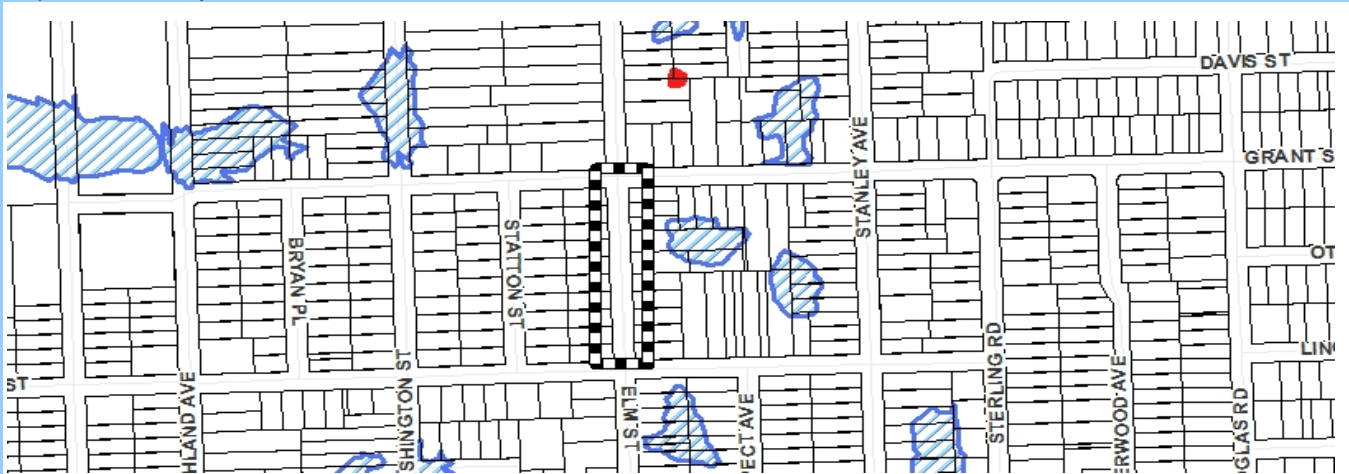 DAVIS ST
GRANT S
STANLEY AVE
BRYAN PL
STATTON ST
OT
LIN
ST
HLAND AVE
SHINGTON ST
ELM ST
PECT AVE
STERLING RD
ERWOOD AVE
GLAS RD